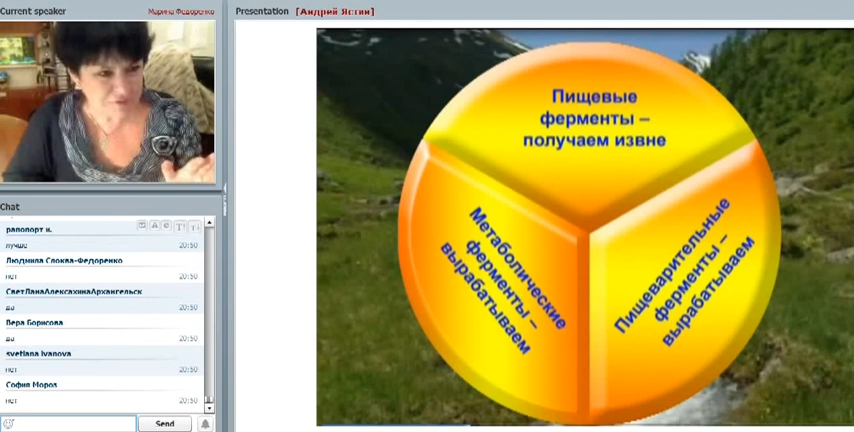 Current speaker
Марина Федоренко
Presentation
[Андрей Ястин]
Chat
рапопорт и.
лучше 20:50
Людмила Слоква-Федоренко
нет 20:50
СветЛанаАлексахинаАрхангельск
да 20:50
Вера Борисова
да 20:50
svetlana ivanova
нет 20:50
София Мороз
нет 20:50
Send
Пищевые
ферменты –
получаем извне
Метаболические
ферменты –
вырабатываем
Пищеварительные
ферменты –
вырабатываем